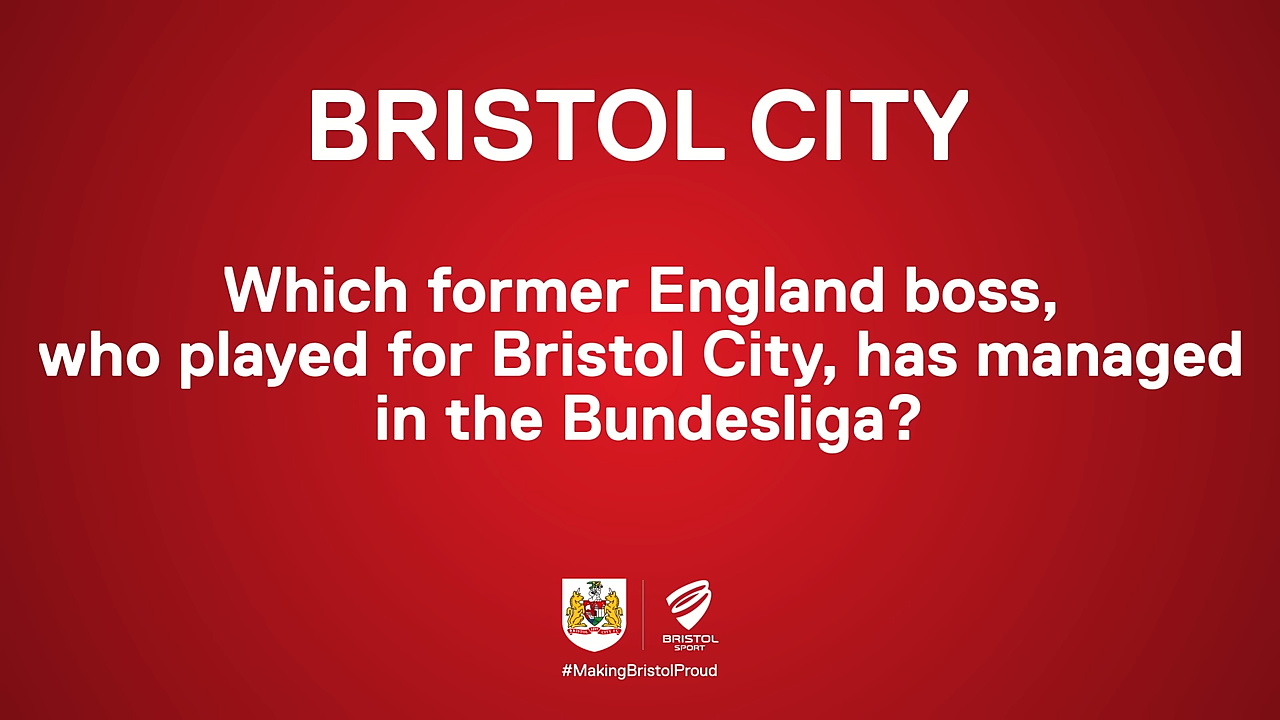 BRISTOL CITY
Which former England boss,
who played for Bristol City, has managed
in the Bundesliga?
BRISTOL
SPORT
#MakingBristolProud